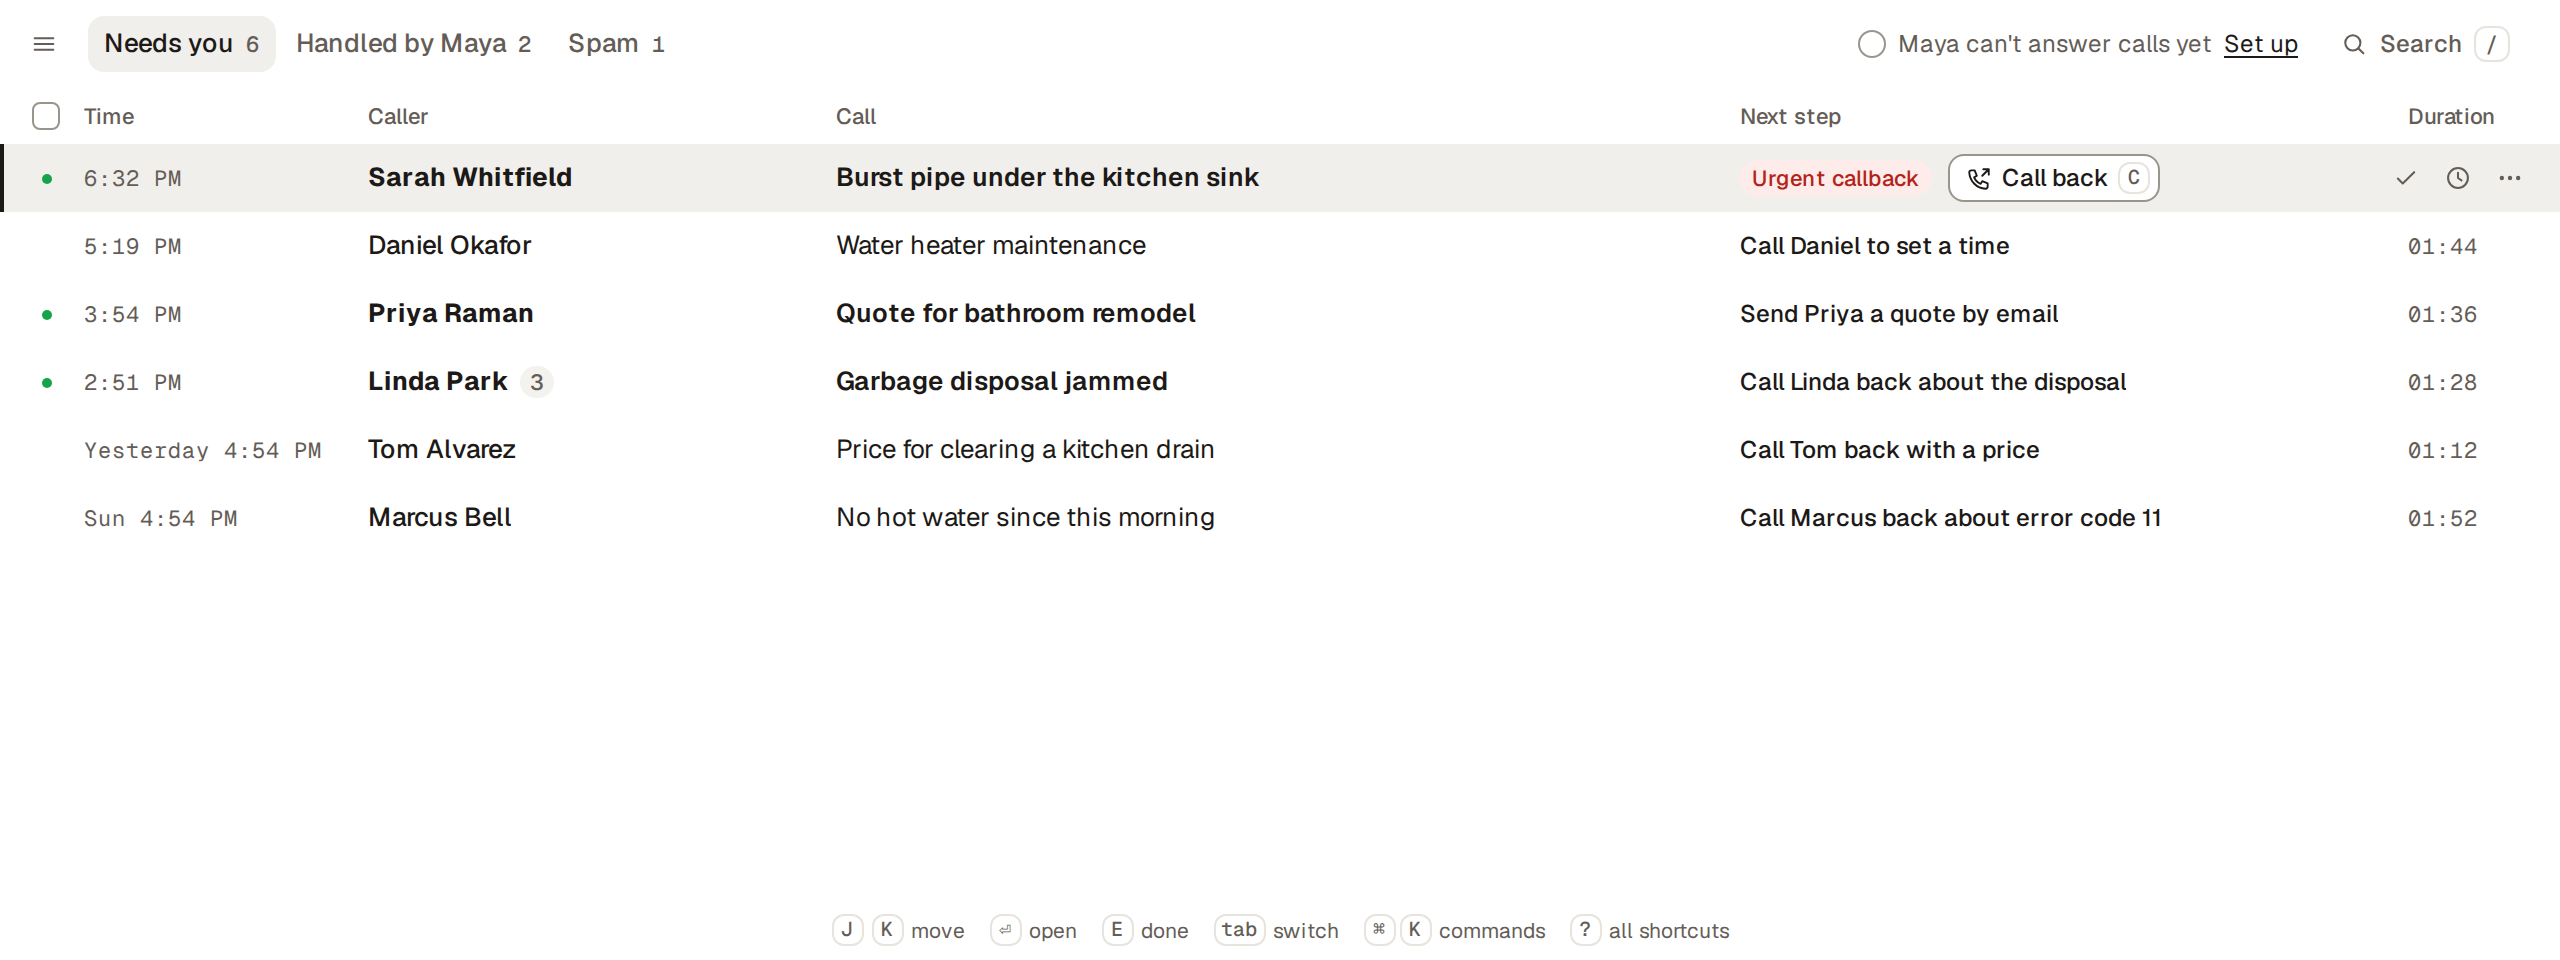 Needs you 6 Handled by Maya 2 Spam 1 Maya can't answer calls yet Set up Search /
Time Caller Call Next step Duration
6:32 PM Sarah Whitfield Burst pipe under the kitchen sink Urgent callback Call back C
5:19 PM Daniel Okafor Water heater maintenance Call Daniel to set a time 01:44
3:54 PM Priya Raman Quote for bathroom remodel Send Priya a quote by email 01:36
2:51 PM Linda Park 3 Garbage disposal jammed Call Linda back about the disposal 01:28
Yesterday 4:54 PM Tom Alvarez Price for clearing a kitchen drain Call Tom back with a price 01:12
Sun 4:54 PM Marcus Bell No hot water since this morning Call Marcus back about error code 11 01:52
J K move ⏎ open E done tab switch ⌘ K commands ? all shortcuts